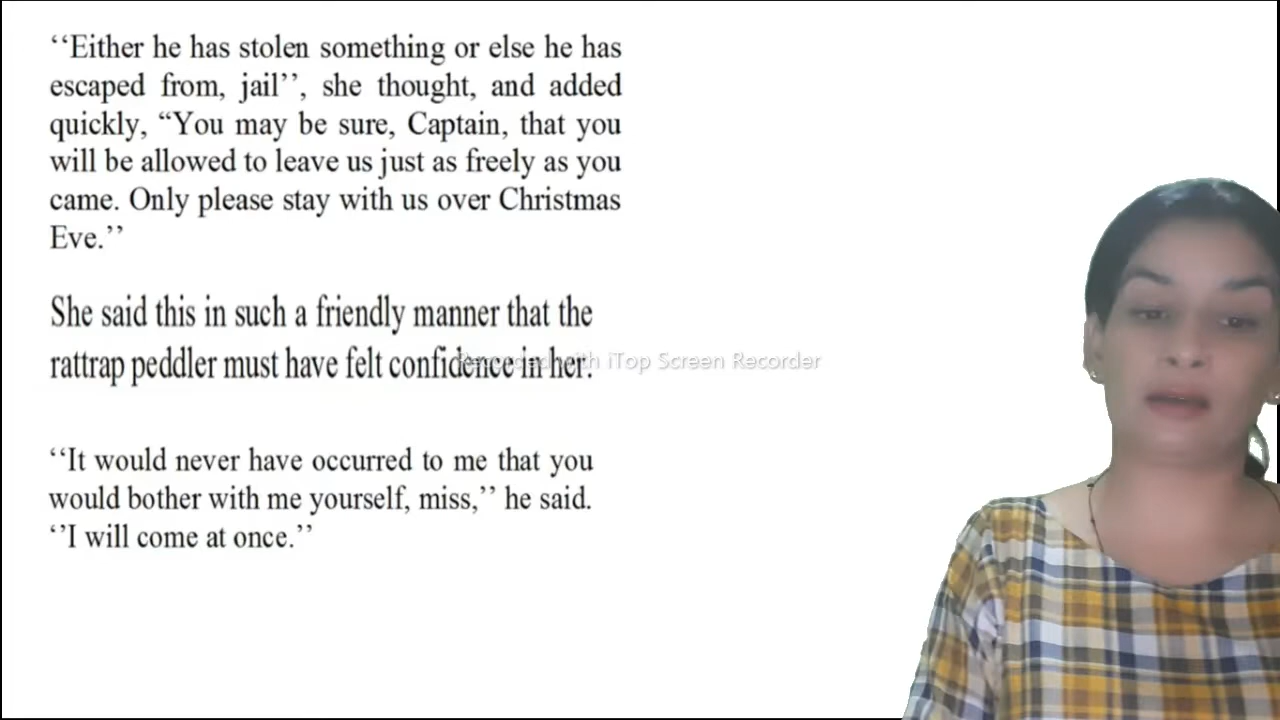 ‘‘Either he has stolen something or else he has
escaped from, jail’’, she thought, and added
quickly, “You may be sure, Captain, that you
will be allowed to leave us just as freely as you
came. Only please stay with us over Christmas
Eve.’’
She said this in such a friendly manner that the
rattrap peddler must have felt confidence in her.
Recorded with iTop Screen Recorder
‘‘It would never have occurred to me that you
would bother with me yourself, miss,’’ he said.
‘’I will come at once.’’